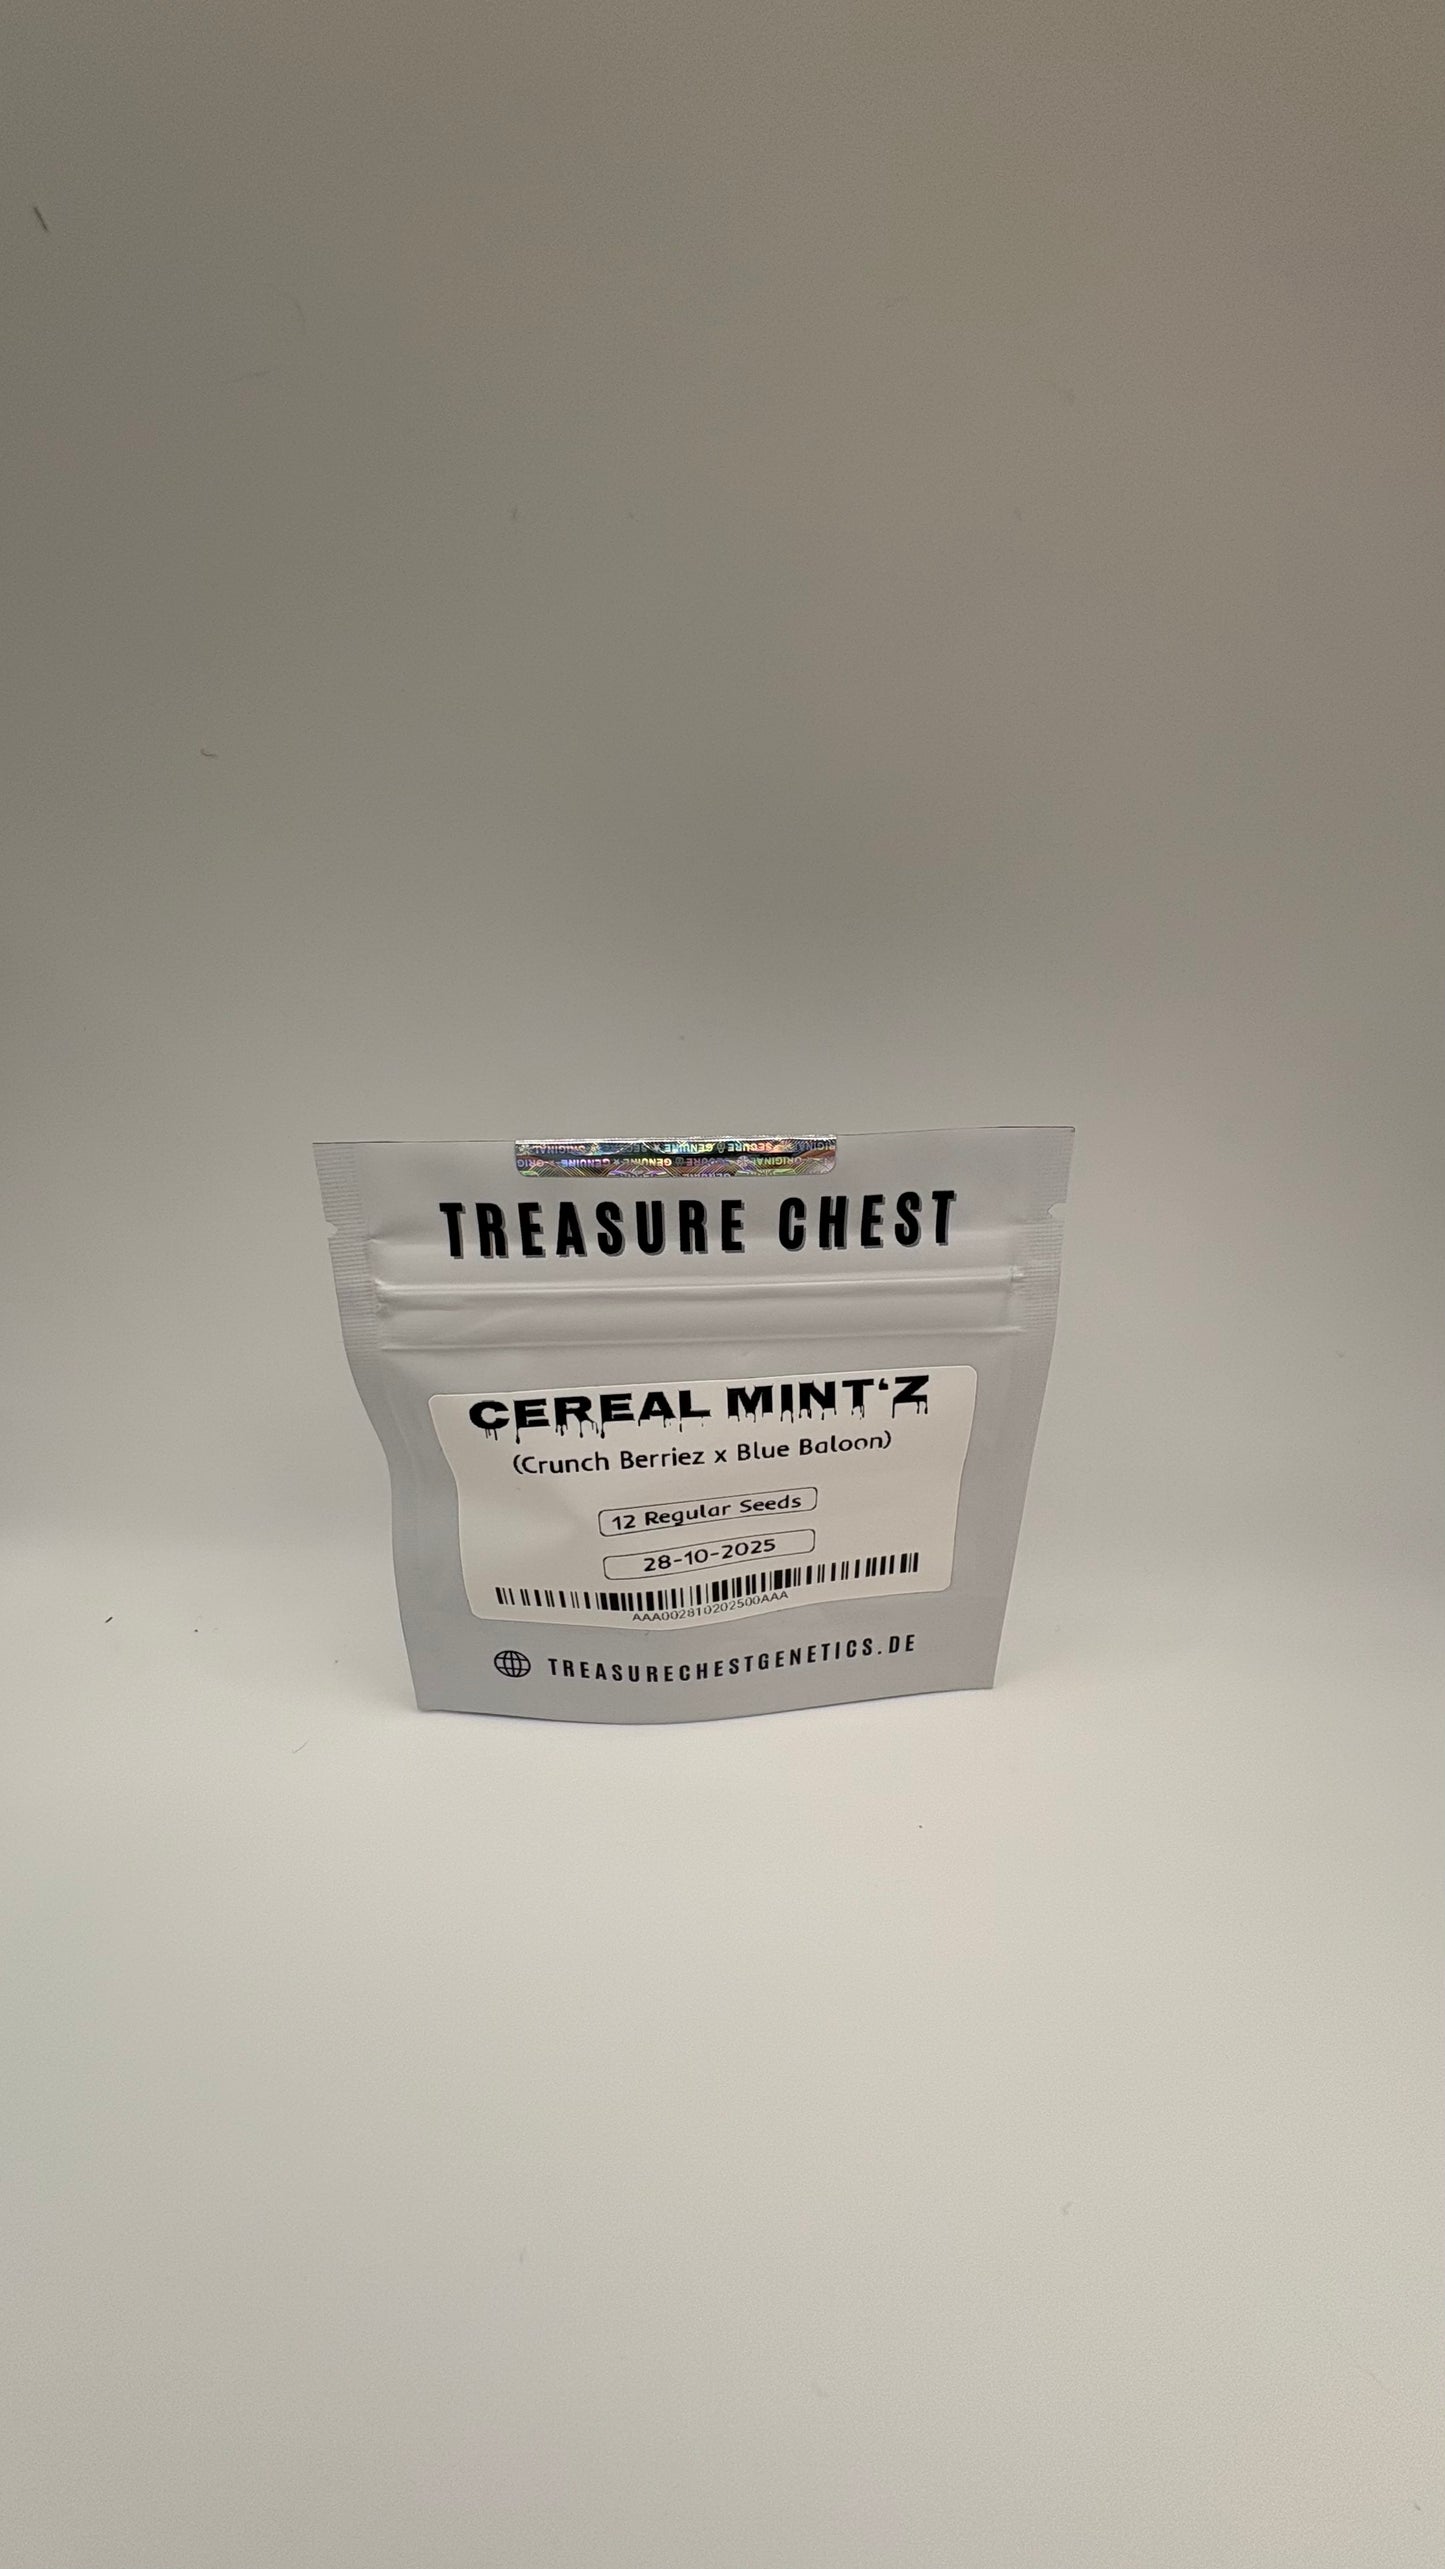 TREASURE CHEST
CEREAL MINT‘Z
(Crunch Berriez x Blue Baloon)
12 Regular Seeds
28-10-2025
AAA002810202500AAA
TREASURECHESTGENETICS.DE